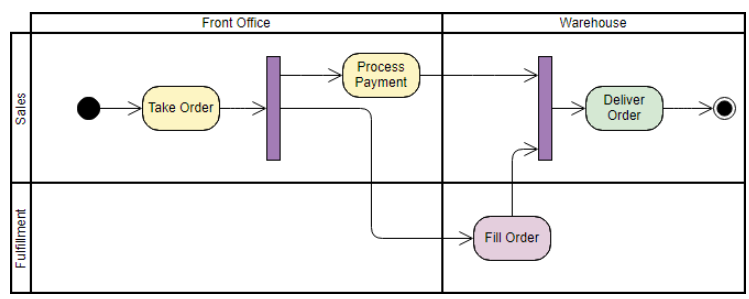 Front Office
Warehouse
Sales
Take Order
Process
Payment
Deliver
Order
Fulfillment
Fill Order